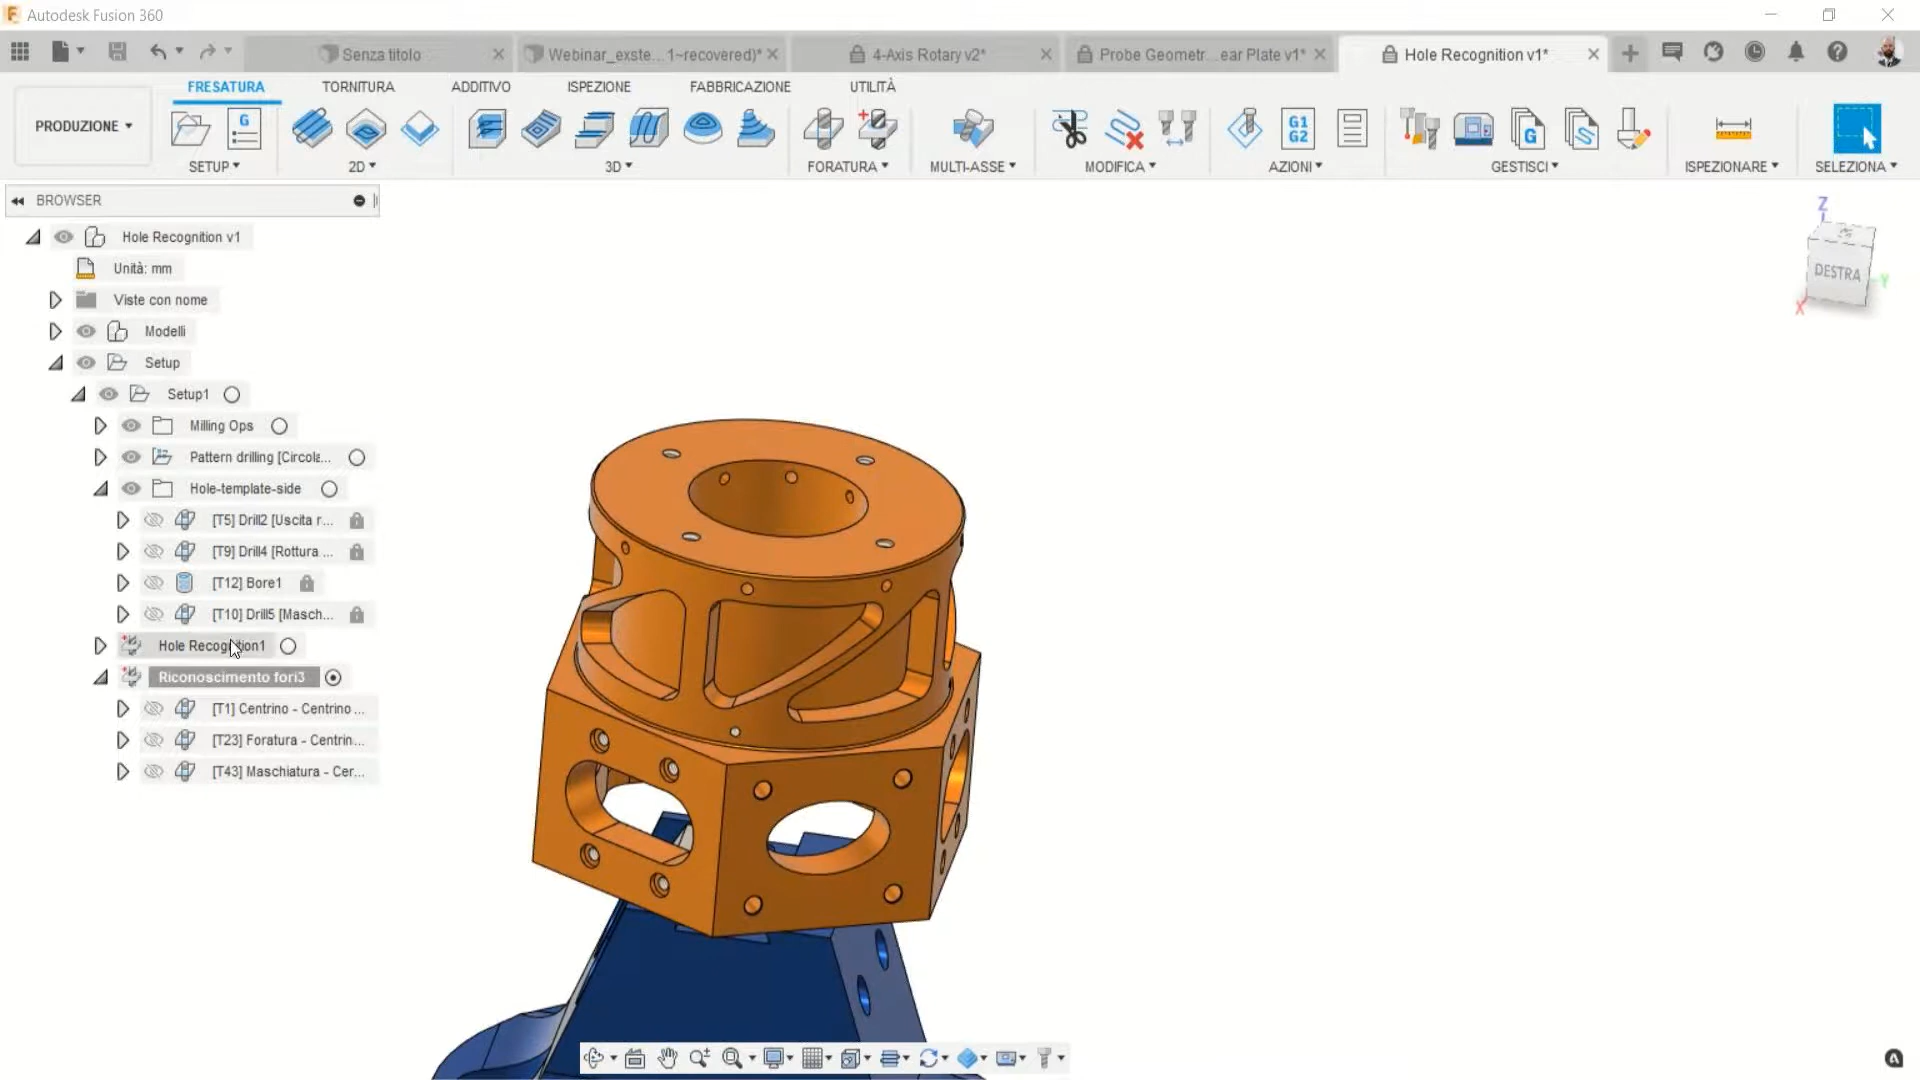 Autodesk Fusion 360
Senza titolo
Webinar_exste... 1~recovered)*
4-Axis Rotary v2*
Probe Geometr...ear Plate v1*
Hole Recognition v1*
FRESATURA TORNITURA ADDITIVO ISPEZIONE FABBRICAZIONE UTILITÀ
PRODUZIONE
G
G1
G2
G
SETUP 2D 3D FORATURA MULTI-ASSE MODIFICA AZIONI GESTISCI ISPEZIONARE SELEZIONA
BROWSER
Hole Recognition v1
Unità: mm
Viste con nome
Modelli
Setup
Setup1
Milling Ops
Pattern drilling [Circola...
Hole-template-side
[T5] Drill2 [Uscita r...
[T9] Drill4 [Rottura ...
[T12] Bore1
[T10] Drill5 [Masch...
Hole Recognition1
Riconoscimento fori3
[T1] Centrino - Centrino ...
[T23] Foratura - Centrin...
[T43] Maschiatura - Cer...
Z
DESTRA
Y
X